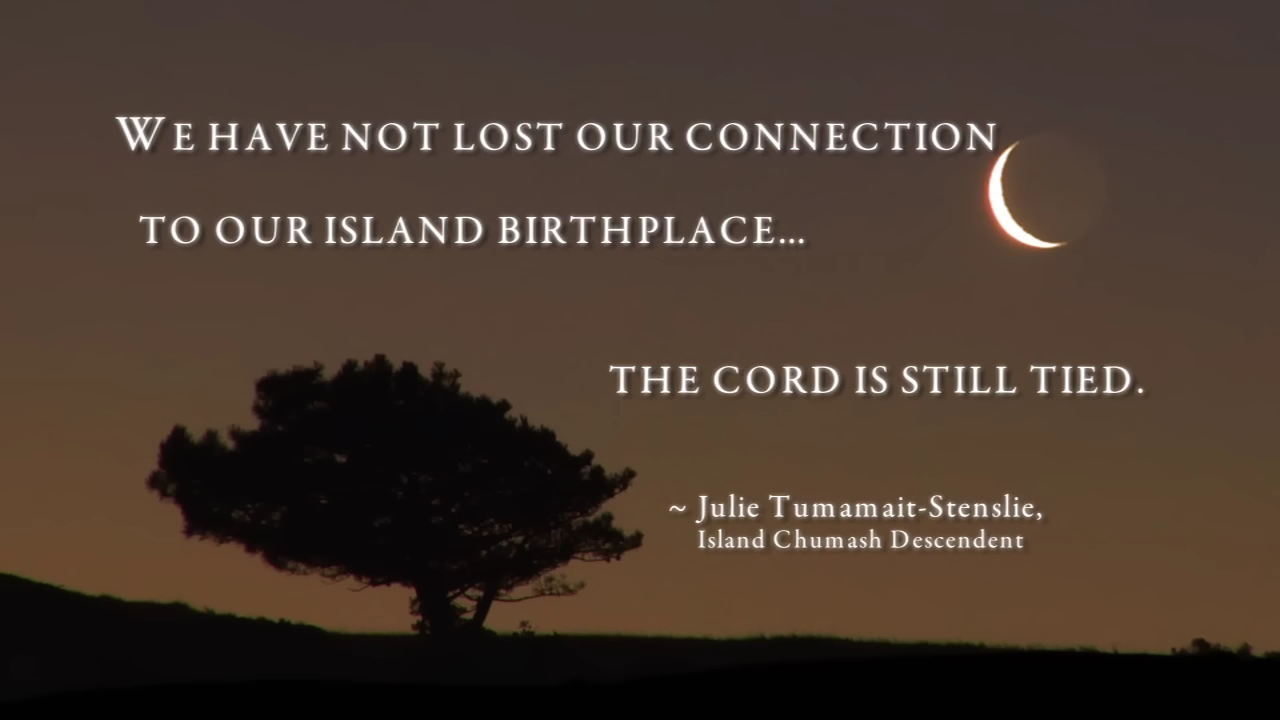 WE HAVE NOT LOST OUR CONNECTION
TO OUR ISLAND BIRTHPLACE...
THE CORD IS STILL TIED.
~ Julie Tumamait-Stenslie,
Island Chumash Descendent